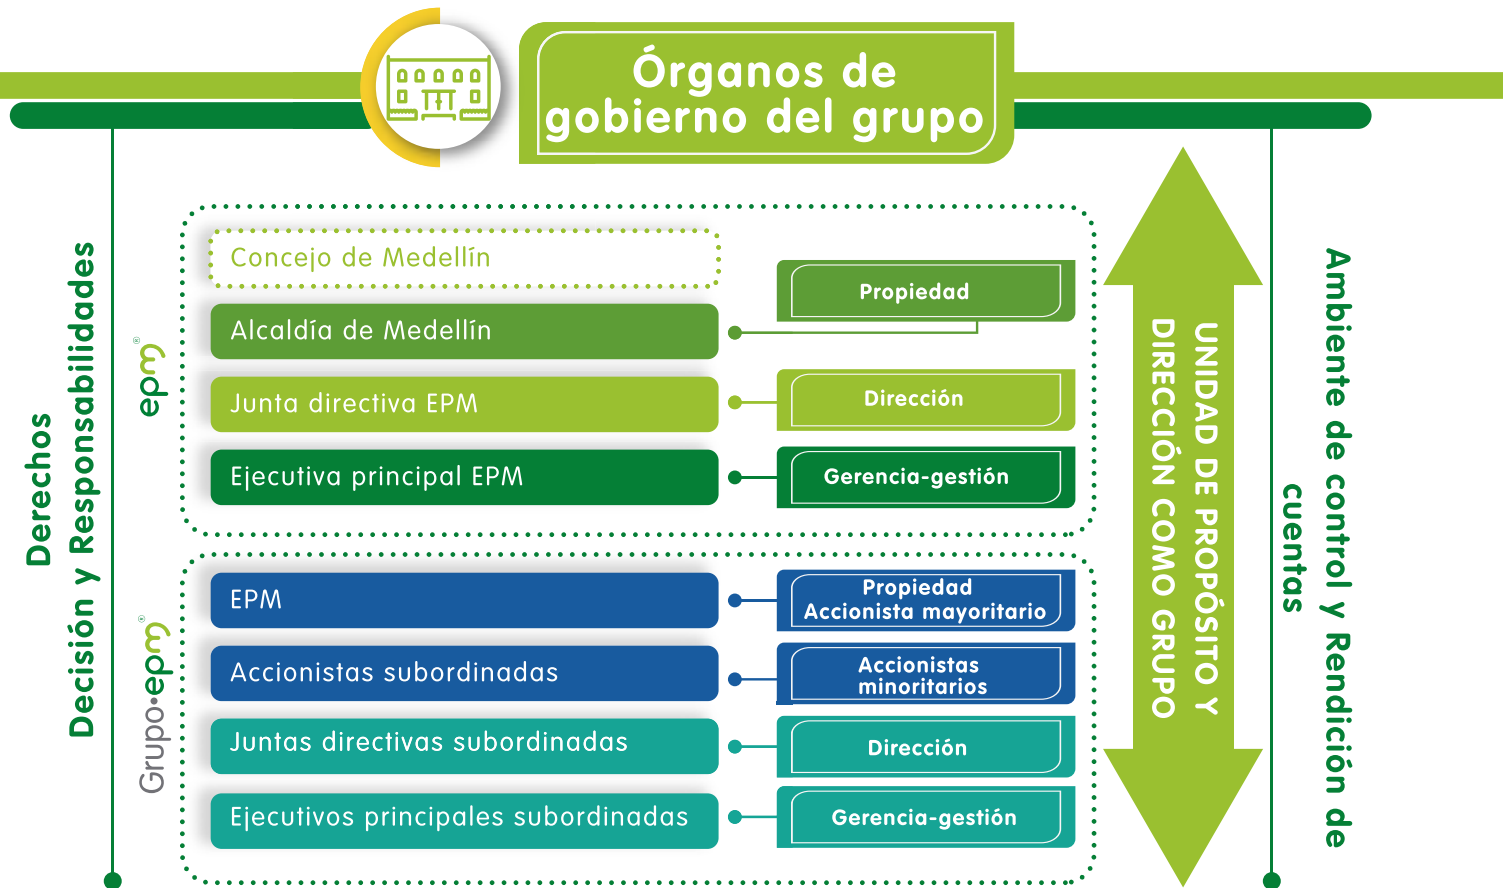 Órganos de
gobierno del grupo
Derechos
Decisión y Responsabilidades
epm®
Concejo de Medellín
Alcaldía de Medellín
Propiedad
Junta directiva EPM
Dirección
Ejecutiva principal EPM
Gerencia-gestión
Grupo•epm®
EPM
Propiedad
Accionista mayoritario
Accionistas subordinadas
Accionistas
minoritarios
Juntas directivas subordinadas
Dirección
Ejecutivos principales subordinadas
Gerencia-gestión
UNIDAD DE PROPÓSITO Y
DIRECCIÓN COMO GRUPO
Ambiente de control y Rendición de
cuentas